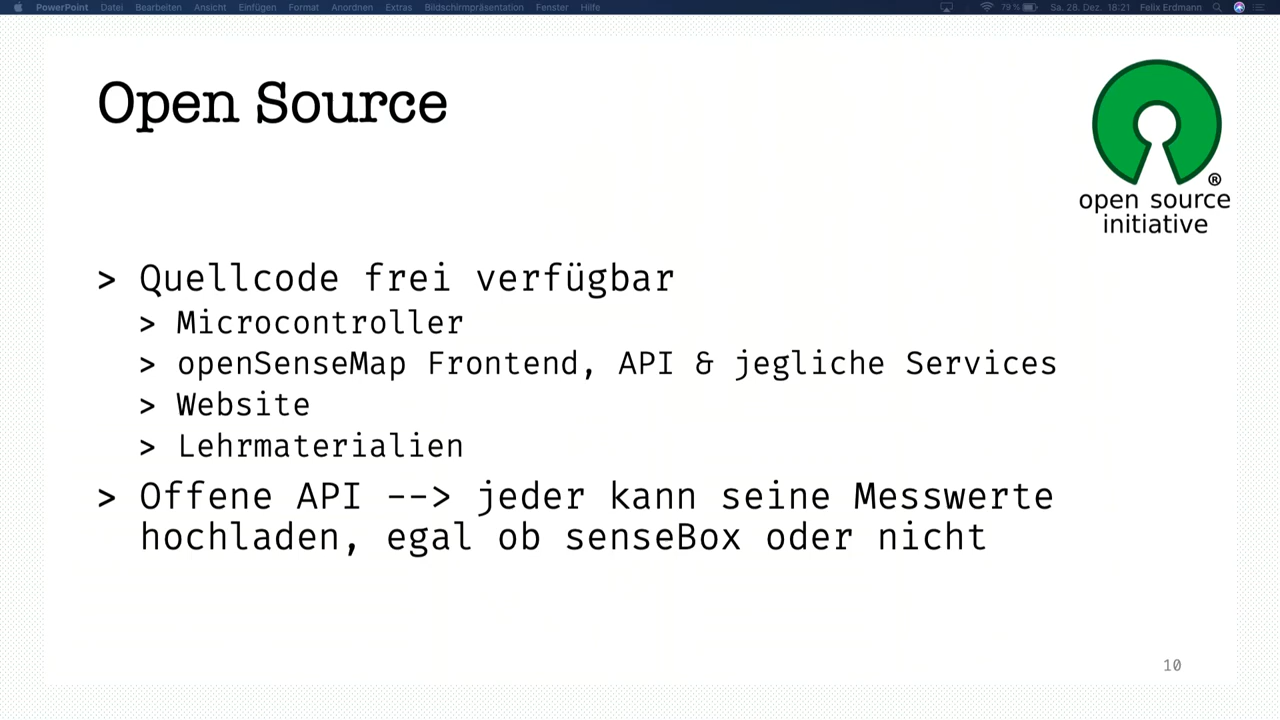 PowerPoint Datei Bearbeiten Ansicht Einfügen Format Anordnen Extras Bildschirmpräsentation Fenster Hilfe 79 % Sa. 28. Dez. 18:21 Felix Erdmann
Open Source
®
open source
initiative
> Quellcode frei verfügbar
> Microcontroller
> openSenseMap Frontend, API & jegliche Services
> Website
> Lehrmaterialien
> Offene API --> jeder kann seine Messwerte
hochladen, egal ob senseBox oder nicht
10